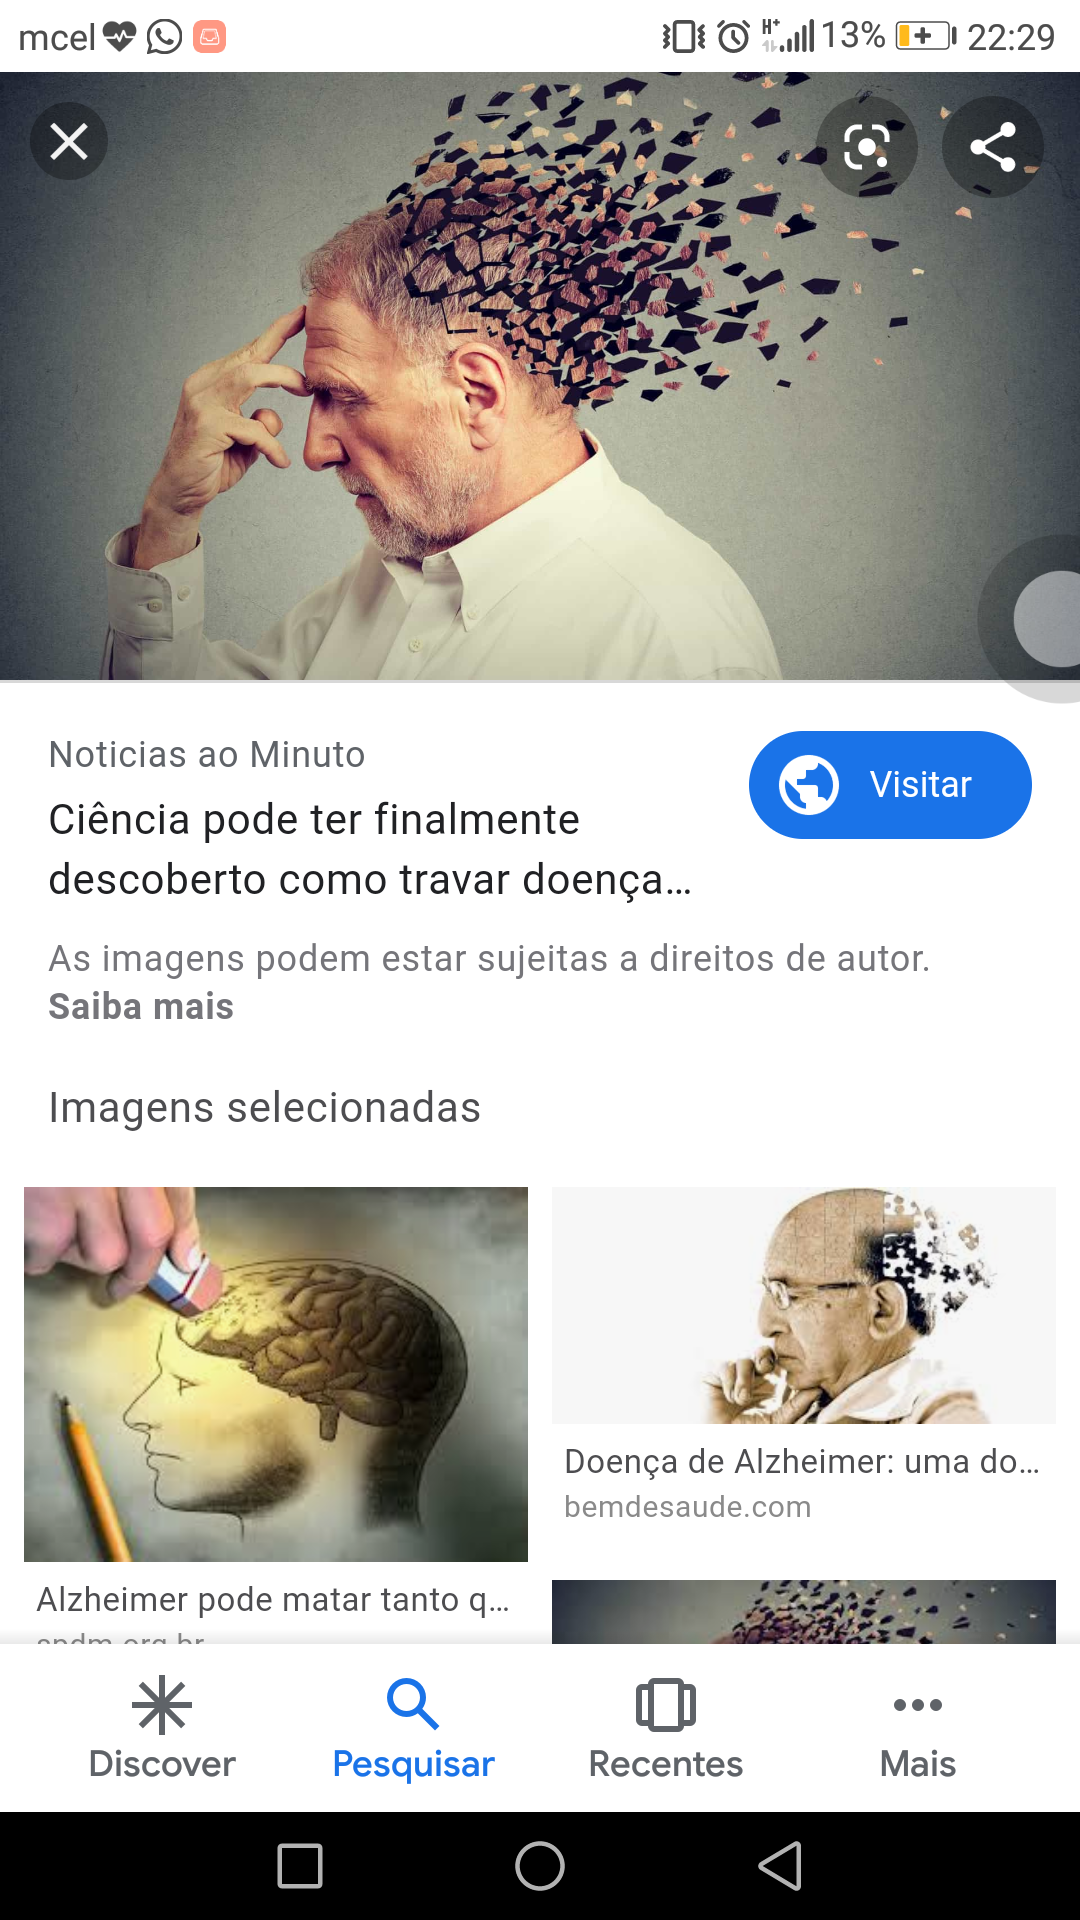 mcel H+ 13% 22:29
Noticias ao Minuto
Visitar
Ciência pode ter finalmente
descoberto como travar doença...
As imagens podem estar sujeitas a direitos de autor.
Saiba mais
Imagens selecionadas
Doença de Alzheimer: uma do...
bemdesaude.com
Alzheimer pode matar tanto q...
Discover Pesquisar Recentes Mais